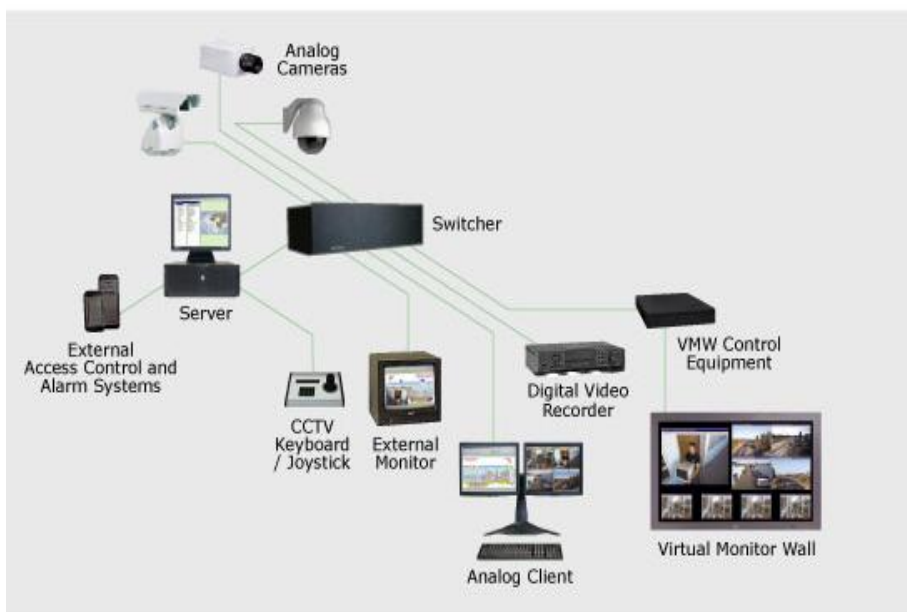 Analog
Cameras
Switcher
Server
External
Access Control and
Alarm Systems
CCTV
Keyboard
/ Joystick
External
Monitor
Digital Video
Recorder
VMW Control
Equipment
Analog Client
Virtual Monitor Wall